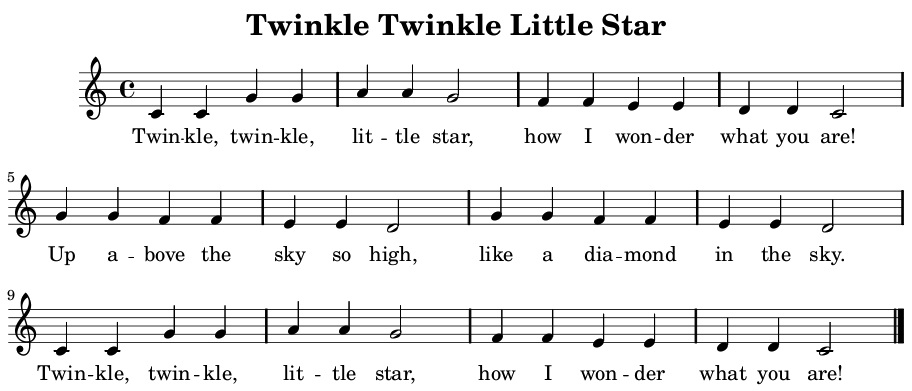 Twinkle Twinkle Little Star
Twin -- kle, twin -- kle, lit -- tle star, how I won -- der what you are!
5
Up a -- bove the sky so high, like a dia -- mond in the sky.
9
Twin -- kle, twin -- kle, lit -- tle star, how I won -- der what you are!